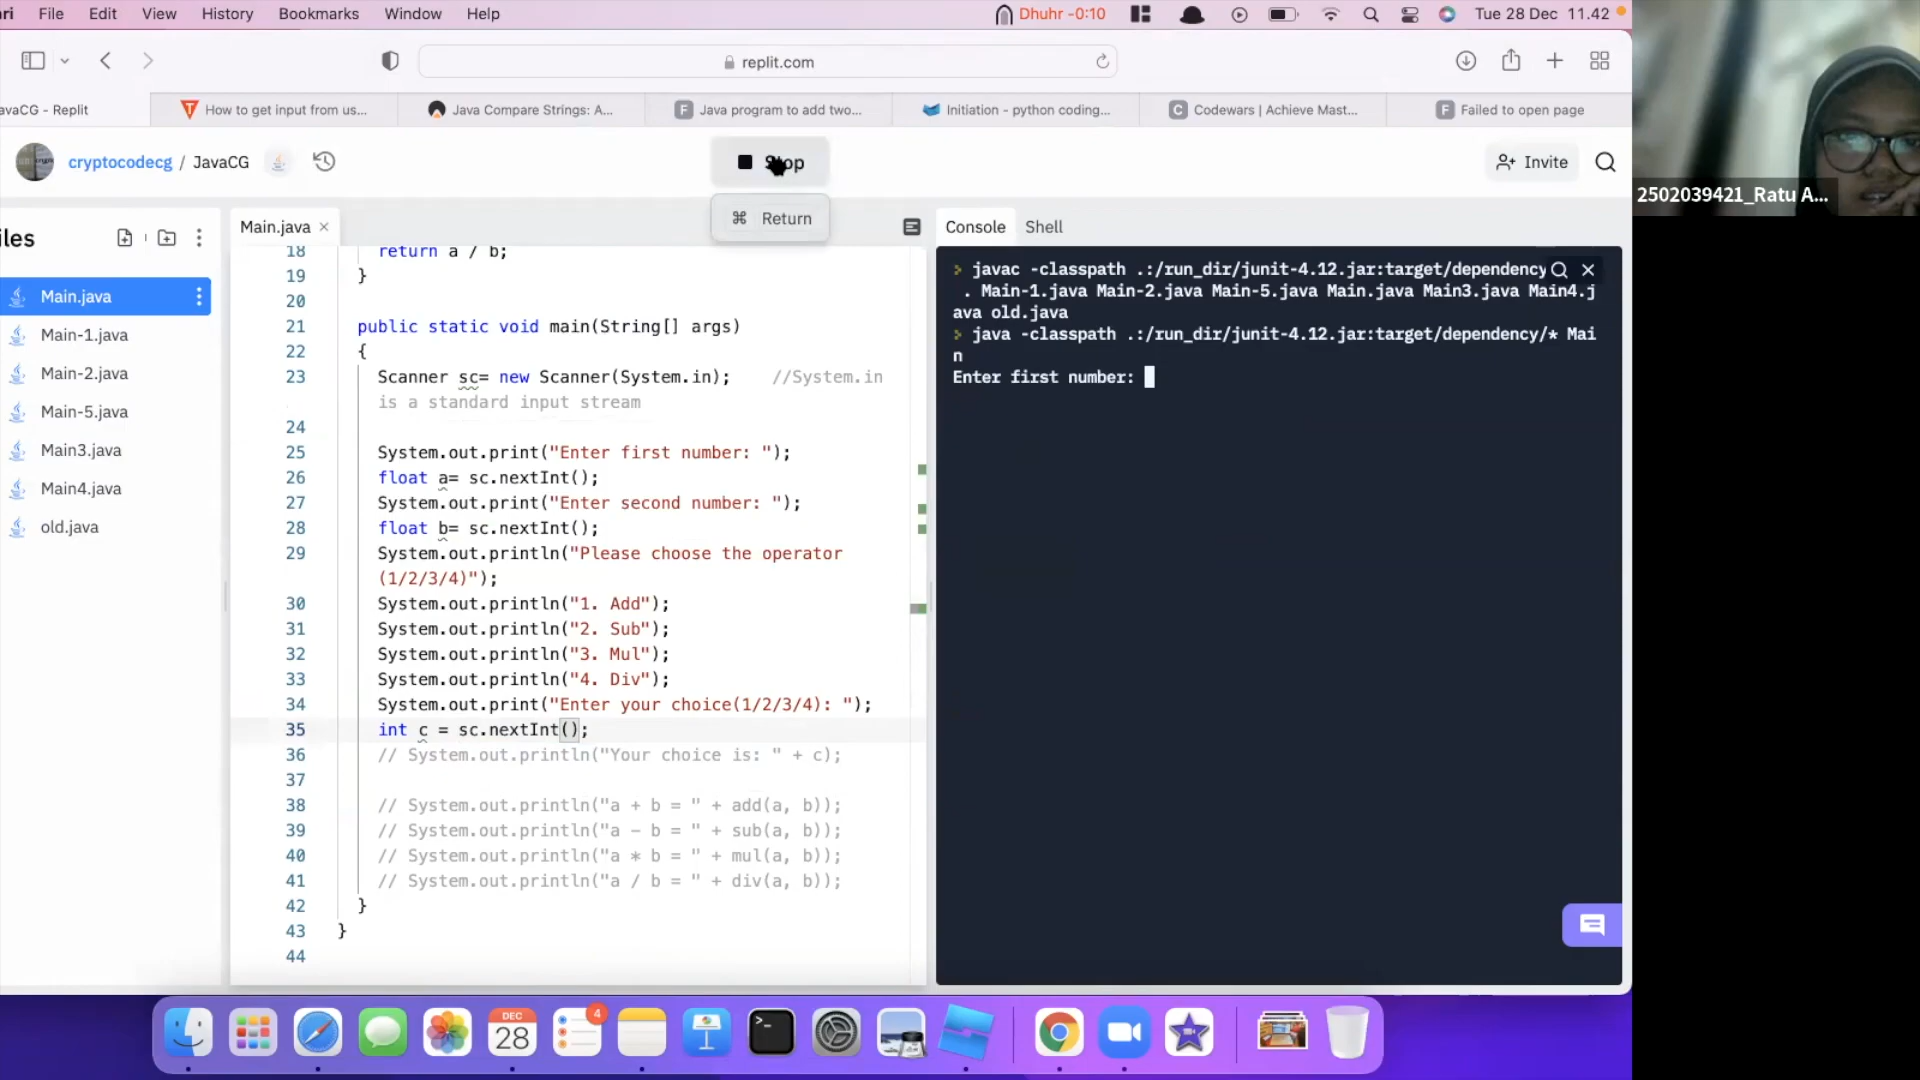 ri File Edit View History Bookmarks Window Help Dhuhr -0:10 Tue 28 Dec 11.42
replit.com
avaCG - Replit How to get input from us... Java Compare Strings: A... Java program to add two... Initiation - python coding... Codewars | Achieve Mast... Failed to open page
cryptocodecg / JavaCG Stop Invite
⌘ Return
iles
Main.java
Main-1.java
Main-2.java
Main-5.java
Main3.java
Main4.java
old.java
Main.java ×
18 return a / b;
19 }
20
21 public static void main(String[] args)
22 {
23 Scanner sc= new Scanner(System.in); //System.in
is a standard input stream
24
25 System.out.print("Enter first number: ");
26 float a= sc.nextInt();
27 System.out.print("Enter second number: ");
28 float b= sc.nextInt();
29 System.out.println("Please choose the operator
(1/2/3/4)");
30 System.out.println("1. Add");
31 System.out.println("2. Sub");
32 System.out.println("3. Mul");
33 System.out.println("4. Div");
34 System.out.print("Enter your choice(1/2/3/4): ");
35 int c = sc.nextInt();
36 // System.out.println("Your choice is: " + c);
37
38 // System.out.println("a + b = " + add(a, b));
39 // System.out.println("a - b = " + sub(a, b));
40 // System.out.println("a * b = " + mul(a, b));
41 // System.out.println("a / b = " + div(a, b));
42 }
43 }
44
Console Shell
> javac -classpath .:/run_dir/junit-4.12.jar:target/dependency
. Main-1.java Main-2.java Main-5.java Main.java Main3.java Main4.j
ava old.java
> java -classpath .:/run_dir/junit-4.12.jar:target/dependency/* Mai
n
Enter first number:
2502039421_Ratu A...
DEC
28
4